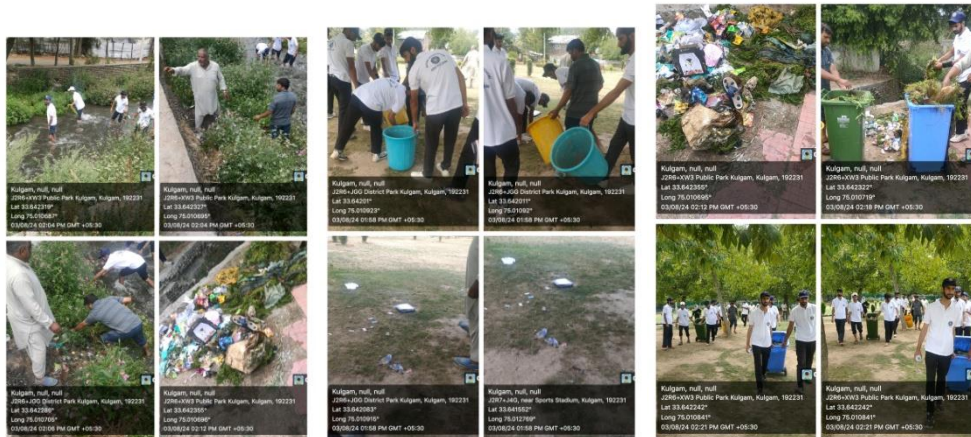 Kulgam, null, null
J2R6+XW3 Public Park Kulgam, Kulgam, 192231
Lat 33.642319°
Long 75.010687°
03/08/24 02:04 PM GMT +05:30
Kulgam, null, null
J2R6+XW3 Public Park Kulgam, Kulgam, 192231
Lat 33.642327°
Long 75.010695°
03/08/24 02:04 PM GMT +05:30
Kulgam, null, null
J2R6+JGG District Park Kulgam, Kulgam, 192231
Lat 33.64201°
Long 75.010923°
03/08/24 01:58 PM GMT +05:30
Kulgam, null, null
J2R6+JGG District Park Kulgam, Kulgam, 192231
Lat 33.642011°
Long 75.01092°
03/08/24 01:58 PM GMT +05:30
Kulgam, null, null
J2R6+XW3 Public Park Kulgam, Kulgam, 192231
Lat 33.642355°
Long 75.010695°
03/08/24 02:12 PM GMT +05:30
Kulgam, null, null
J2R6+XW3 Public Park Kulgam, Kulgam, 192231
Lat 33.642322°
Long 75.010719°
03/08/24 02:18 PM GMT +05:30
Kulgam, null, null
J2R6+JGG District Park Kulgam, Kulgam, 192231
Lat 33.642286°
Long 75.010705°
03/08/24 02:06 PM GMT +05:30
Kulgam, null, null
J2R6+XW3 Public Park Kulgam, Kulgam, 192231
Lat 33.642355°
Long 75.010696°
03/08/24 02:12 PM GMT +05:30
Kulgam, null, null
J2R6+JGG District Park Kulgam, Kulgam, 192231
Lat 33.642083°
Long 75.010915°
03/08/24 01:58 PM GMT +05:30
Kulgam, null, null
J2R7+J4G, near Sports Stadium, Kulgam, 192231
Lat 33.641552°
Long 75.012769°
03/08/24 01:58 PM GMT +05:30
Kulgam, null, null
J2R6+XW3 Public Park Kulgam, Kulgam, 192231
Lat 33.642242°
Long 75.010841°
03/08/24 02:21 PM GMT +05:30
Kulgam, null, null
J2R6+XW3 Public Park Kulgam, Kulgam, 192231
Lat 33.642242°
Long 75.010841°
03/08/24 02:21 PM GMT +05:30